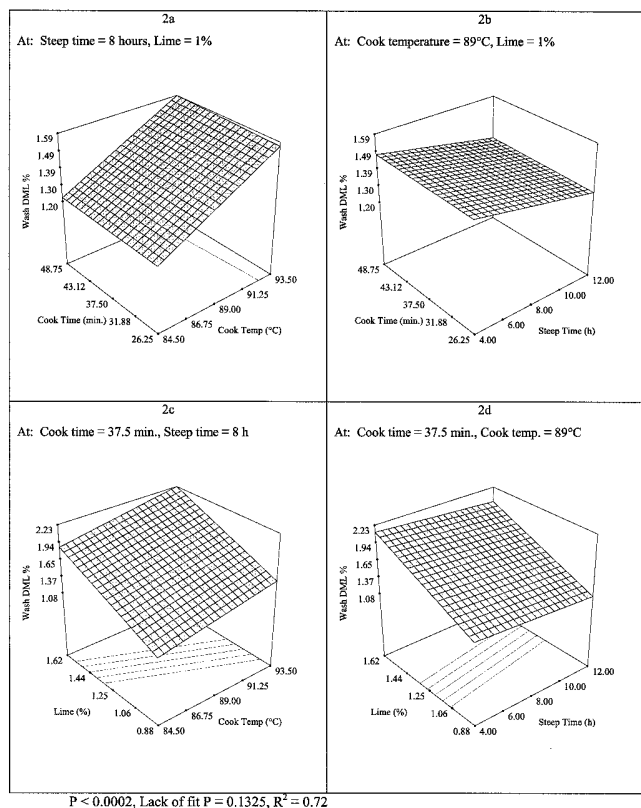 2a
At: Steep time = 8 hours, Lime = 1%
1.59
1.49
1.39
1.30
1.20
Wash DML %
48.75
43.12
37.50
31.88
26.25
Cook Time (min.)
93.50
91.25
89.00
86.75
84.50
Cook Temp (°C)
2b
At: Cook temperature = 89°C, Lime = 1%
1.59
1.49
1.39
1.30
1.20
Wash DML %
48.75
43.12
37.50
31.88
26.25
Cook Time (min.)
12.00
10.00
8.00
6.00
4.00
Steep Time (h)
2c
At: Cook time = 37.5 min., Steep time = 8 h
2.23
1.94
1.65
1.37
1.08
Wash DML %
1.62
1.44
1.25
1.06
0.88
Lime (%)
93.50
91.25
89.00
86.75
84.50
Cook Temp (°C)
2d
At: Cook time = 37.5 min., Cook temp. = 89°C
2.23
1.94
1.65
1.37
1.08
Wash DML %
1.62
1.44
1.25
1.06
0.88
Lime (%)
12.00
10.00
8.00
6.00
4.00
Steep Time (h)
P < 0.0002, Lack of fit P = 0.1325, R² = 0.72